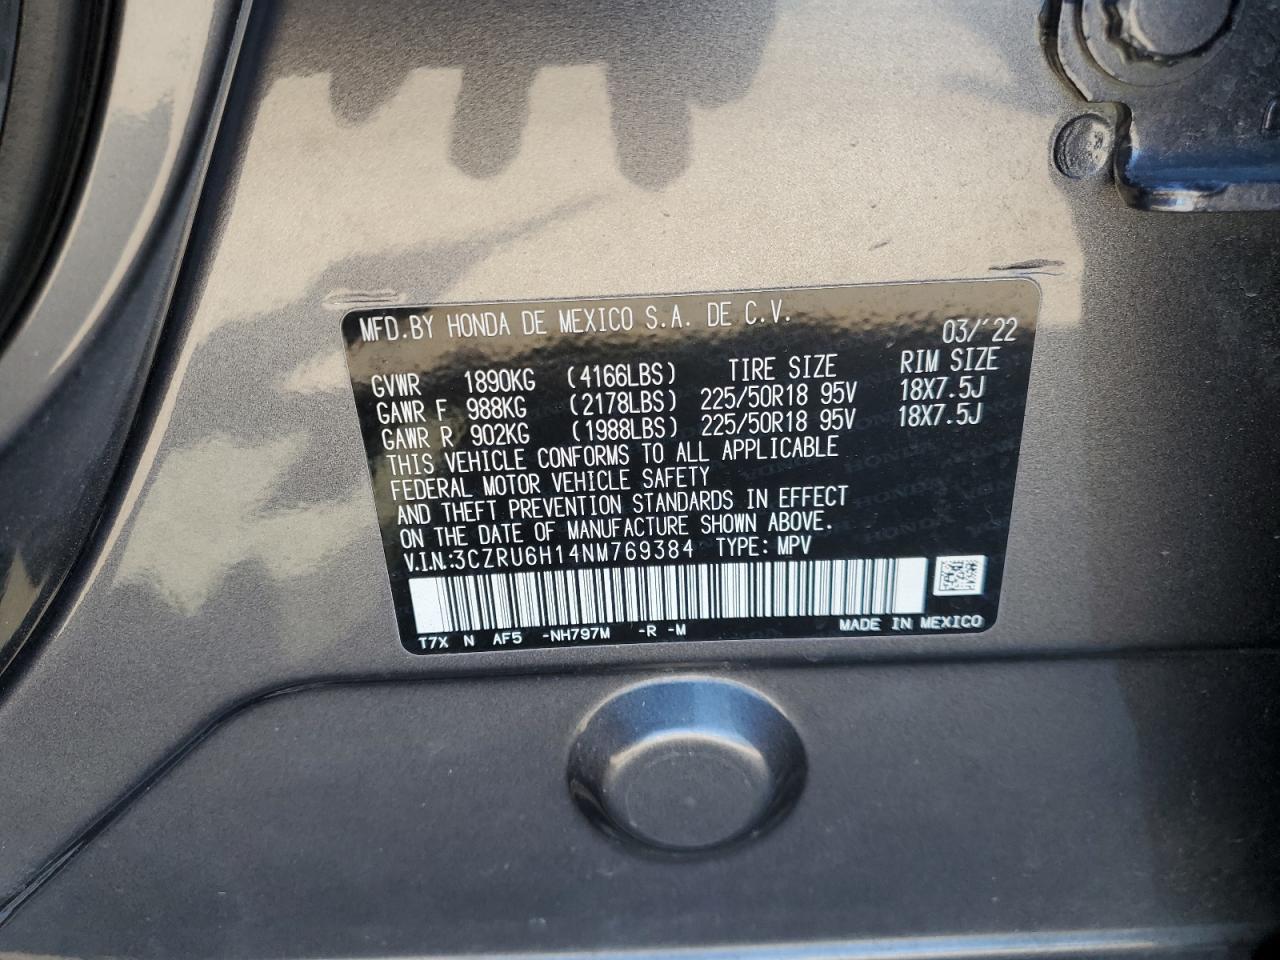 MFD.BY HONDA DE MEXICO S.A. DE C.V.
03/'22
GVWR 1890KG (4166LBS) TIRE SIZE RIM SIZE
GAWR F 988KG (2178LBS) 225/50R18 95V 18X7.5J
GAWR R 902KG (1988LBS) 225/50R18 95V 18X7.5J
THIS VEHICLE CONFORMS TO ALL APPLICABLE
FEDERAL MOTOR VEHICLE SAFETY
AND THEFT PREVENTION STANDARDS IN EFFECT
ON THE DATE OF MANUFACTURE SHOWN ABOVE.
V.I.N.:3CZRU6H14NM769384 TYPE: MPV
T7X N AF5 -NH797M -R -M MADE IN MEXICO